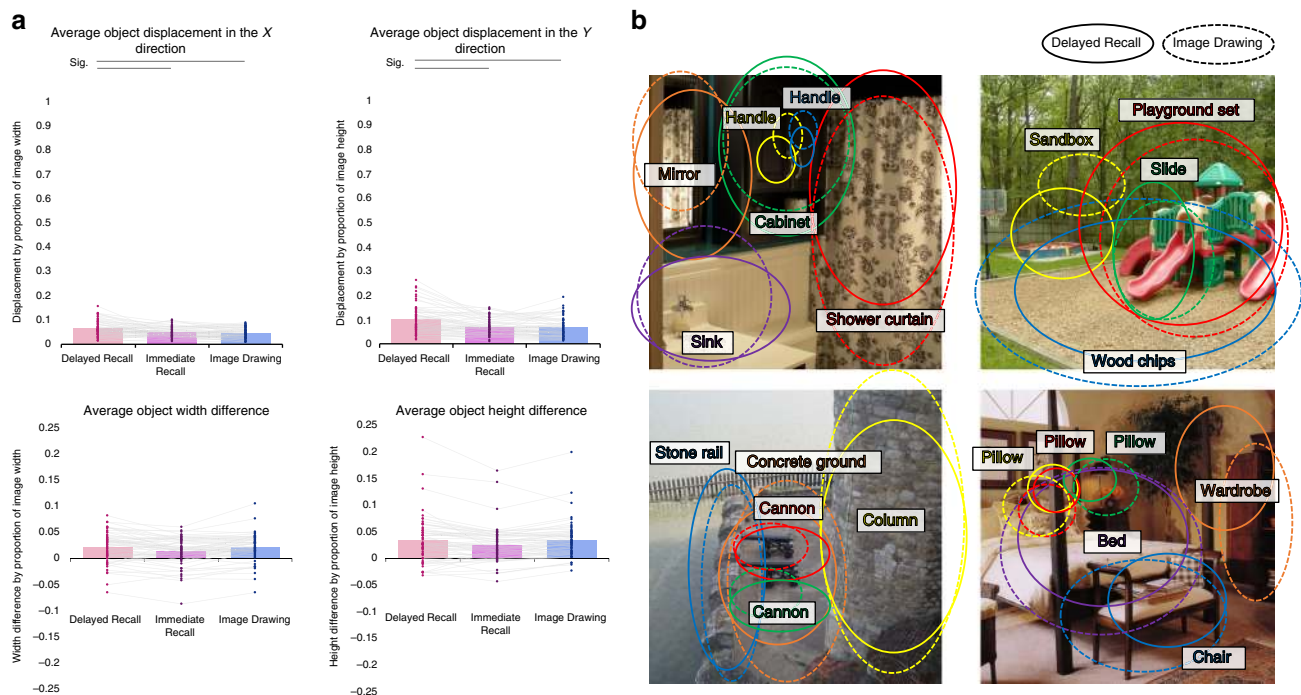 a
Average object displacement in the X
direction
Sig.
Displacement by proportion of image width
1
0.9
0.8
0.7
0.6
0.5
0.4
0.3
0.2
0.1
0
Delayed Recall
Immediate
Recall
Image Drawing
Average object displacement in the Y
direction
Sig.
Displacement by proportion of image height
1
0.9
0.8
0.7
0.6
0.5
0.4
0.3
0.2
0.1
0
Delayed Recall
Immediate
Recall
Image Drawing
Average object width difference
Width difference by proportion of image width
0.25
0.2
0.15
0.1
0.05
0
−0.05
−0.1
−0.15
−0.2
−0.25
Delayed Recall
Immediate
Recall
Image Drawing
Average object height difference
Height difference by proportion of image height
0.25
0.2
0.15
0.1
0.05
0
−0.05
−0.1
−0.15
−0.2
−0.25
Delayed Recall
Immediate
Recall
Image Drawing
b
Delayed Recall
Image Drawing
Handle
Handle
Mirror
Cabinet
Shower curtain
Sink
Playground set
Sandbox
Slide
Wood chips
Stone rail
Concrete ground
Cannon
Column
Cannon
Pillow
Pillow
Pillow
Wardrobe
Bed
Chair